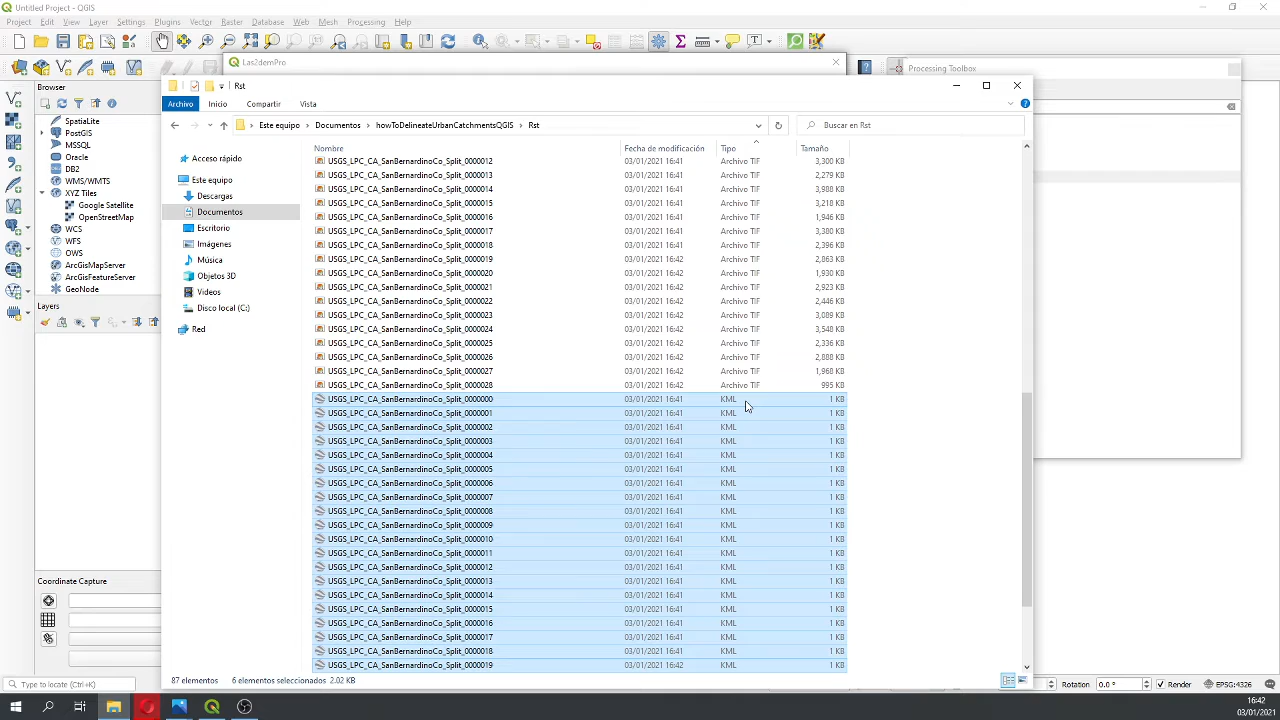 Untitled Project - QGIS
Project Edit View Layer Settings Plugins Vector Raster Database Web Mesh Processing Help
Las2demPro
Processing Toolbox
Browser
SpatiaLite
PostGIS
MSSQL
Oracle
DB2
WMS/WMTS
XYZ Tiles
Google Satellite
OpenStreetMap
WCS
WFS
OWS
ArcGisMapServer
ArcGisFeatureServer
GeoNode
Layers
Coordinate Capture
Type to locate (Ctrl+K)
Rst
Archivo Inicio Compartir Vista
Este equipo > Documentos > howToDelineateUrbanCatchmentsQGIS > Rst
Buscar en Rst
Acceso rápido
Este equipo
Descargas
Documentos
Escritorio
Imágenes
Música
Objetos 3D
Videos
Disco local (C:)
Red
Nombre Fecha de modificación Tipo Tamaño
USGS_LPC_CA_SanBernardinoCo_Split_0000012 03/01/2021 16:41 Archivo TIF 3,300 KB
USGS_LPC_CA_SanBernardinoCo_Split_0000013 03/01/2021 16:41 Archivo TIF 2,279 KB
USGS_LPC_CA_SanBernardinoCo_Split_0000014 03/01/2021 16:41 Archivo TIF 3,988 KB
USGS_LPC_CA_SanBernardinoCo_Split_0000015 03/01/2021 16:41 Archivo TIF 3,218 KB
USGS_LPC_CA_SanBernardinoCo_Split_0000016 03/01/2021 16:41 Archivo TIF 1,946 KB
USGS_LPC_CA_SanBernardinoCo_Split_0000017 03/01/2021 16:41 Archivo TIF 3,380 KB
USGS_LPC_CA_SanBernardinoCo_Split_0000018 03/01/2021 16:41 Archivo TIF 2,396 KB
USGS_LPC_CA_SanBernardinoCo_Split_0000019 03/01/2021 16:42 Archivo TIF 2,863 KB
USGS_LPC_CA_SanBernardinoCo_Split_0000020 03/01/2021 16:42 Archivo TIF 1,930 KB
USGS_LPC_CA_SanBernardinoCo_Split_0000021 03/01/2021 16:42 Archivo TIF 2,923 KB
USGS_LPC_CA_SanBernardinoCo_Split_0000022 03/01/2021 16:42 Archivo TIF 2,446 KB
USGS_LPC_CA_SanBernardinoCo_Split_0000023 03/01/2021 16:42 Archivo TIF 3,089 KB
USGS_LPC_CA_SanBernardinoCo_Split_0000024 03/01/2021 16:42 Archivo TIF 3,548 KB
USGS_LPC_CA_SanBernardinoCo_Split_0000025 03/01/2021 16:42 Archivo TIF 2,336 KB
USGS_LPC_CA_SanBernardinoCo_Split_0000026 03/01/2021 16:42 Archivo TIF 2,888 KB
USGS_LPC_CA_SanBernardinoCo_Split_0000027 03/01/2021 16:42 Archivo TIF 1,968 KB
USGS_LPC_CA_SanBernardinoCo_Split_0000028 03/01/2021 16:42 Archivo TIF 995 KB
USGS_LPC_CA_SanBernardinoCo_Split_0000000 03/01/2021 16:41 KML 1 KB
USGS_LPC_CA_SanBernardinoCo_Split_0000001 03/01/2021 16:41 KML 1 KB
USGS_LPC_CA_SanBernardinoCo_Split_0000002 03/01/2021 16:41 KML 1 KB
USGS_LPC_CA_SanBernardinoCo_Split_0000003 03/01/2021 16:41 KML 1 KB
USGS_LPC_CA_SanBernardinoCo_Split_0000004 03/01/2021 16:41 KML 1 KB
USGS_LPC_CA_SanBernardinoCo_Split_0000005 03/01/2021 16:41 KML 1 KB
USGS_LPC_CA_SanBernardinoCo_Split_0000006 03/01/2021 16:41 KML 1 KB
USGS_LPC_CA_SanBernardinoCo_Split_0000007 03/01/2021 16:41 KML 1 KB
USGS_LPC_CA_SanBernardinoCo_Split_0000008 03/01/2021 16:41 KML 1 KB
USGS_LPC_CA_SanBernardinoCo_Split_0000009 03/01/2021 16:41 KML 1 KB
USGS_LPC_CA_SanBernardinoCo_Split_0000010 03/01/2021 16:41 KML 1 KB
USGS_LPC_CA_SanBernardinoCo_Split_0000011 03/01/2021 16:41 KML 1 KB
USGS_LPC_CA_SanBernardinoCo_Split_0000012 03/01/2021 16:41 KML 1 KB
USGS_LPC_CA_SanBernardinoCo_Split_0000013 03/01/2021 16:41 KML 1 KB
USGS_LPC_CA_SanBernardinoCo_Split_0000014 03/01/2021 16:41 KML 1 KB
USGS_LPC_CA_SanBernardinoCo_Split_0000015 03/01/2021 16:41 KML 1 KB
USGS_LPC_CA_SanBernardinoCo_Split_0000016 03/01/2021 16:41 KML 1 KB
USGS_LPC_CA_SanBernardinoCo_Split_0000017 03/01/2021 16:41 KML 1 KB
USGS_LPC_CA_SanBernardinoCo_Split_0000018 03/01/2021 16:41 KML 1 KB
USGS_LPC_CA_SanBernardinoCo_Split_0000019 03/01/2021 16:42 KML 1 KB
87 elementos 6 elementos seleccionados 2.02 KB
Rotation 0.0 ° Render EPSG:4326
16:42
03/01/2021